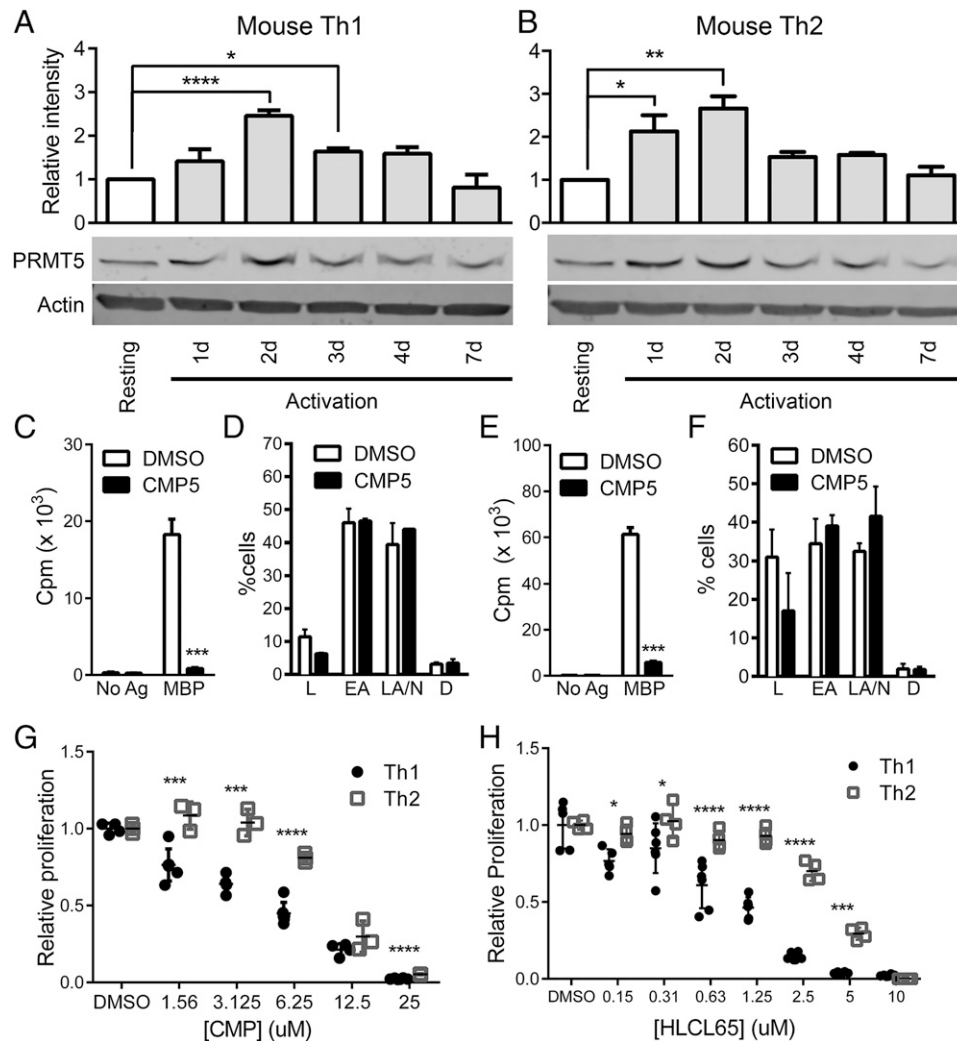 A Mouse Th1
B Mouse Th2
Relative intensity
4
3
2
1
0
*
****
4
3
2
1
0
**
*
PRMT5
Actin
Resting 1d 2d 3d 4d 7d
Activation
Resting 1d 2d 3d 4d 7d
Activation
C
Cpm (x 10³)
30
20
10
0
DMSO
CMP5
***
No Ag MBP
D
%cells
70
60
50
40
30
20
10
0
DMSO
CMP5
L EA LA/N D
E
Cpm (x 10³)
100
80
60
40
20
0
DMSO
CMP5
***
No Ag MBP
F
% cells
60
50
40
30
20
10
0
DMSO
CMP5
L EA LA/N D
G
Relative proliferation
1.5
1.0
0.5
0.0
*** *** **** ****
Th1
Th2
DMSO 1.56 3.125 6.25 12.5 25
[CMP] (uM)
H
Relative Proliferation
1.5
1.0
0.5
0.0
* * **** **** **** ***
Th1
Th2
DMSO 0.15 0.31 0.63 1.25 2.5 5 10
[HLCL65] (uM)